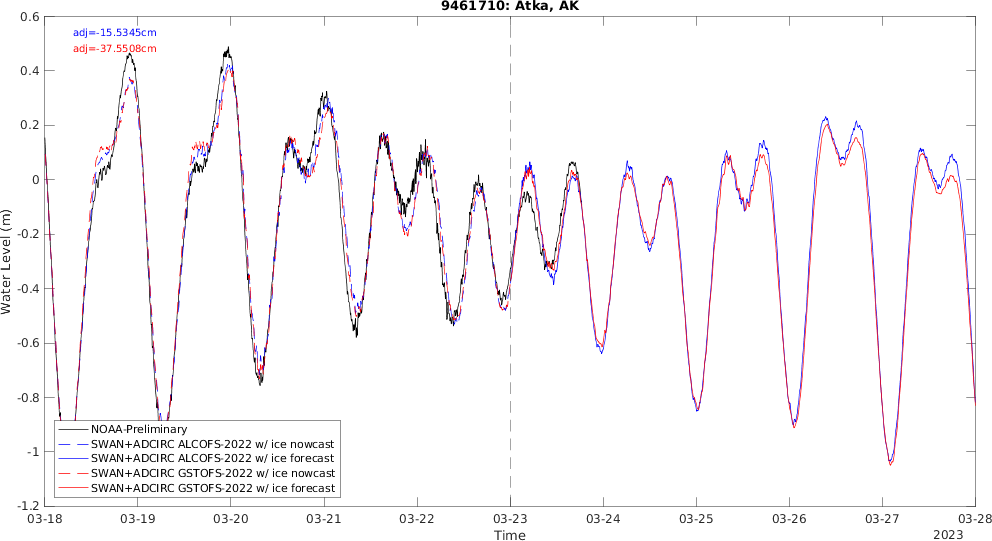 9461710: Atka, AK
adj=-15.5345cm
adj=-37.5508cm
0.6
0.4
0.2
0
-0.2
-0.4
-0.6
-0.8
-1
-1.2
Water Level (m)
NOAA-Preliminary
SWAN+ADCIRC ALCOFS-2022 w/ ice nowcast
SWAN+ADCIRC ALCOFS-2022 w/ ice forecast
SWAN+ADCIRC GSTOFS-2022 w/ ice nowcast
SWAN+ADCIRC GSTOFS-2022 w/ ice forecast
03-18 03-19 03-20 03-21 03-22 03-23 03-24 03-25 03-26 03-27 03-28
Time
2023